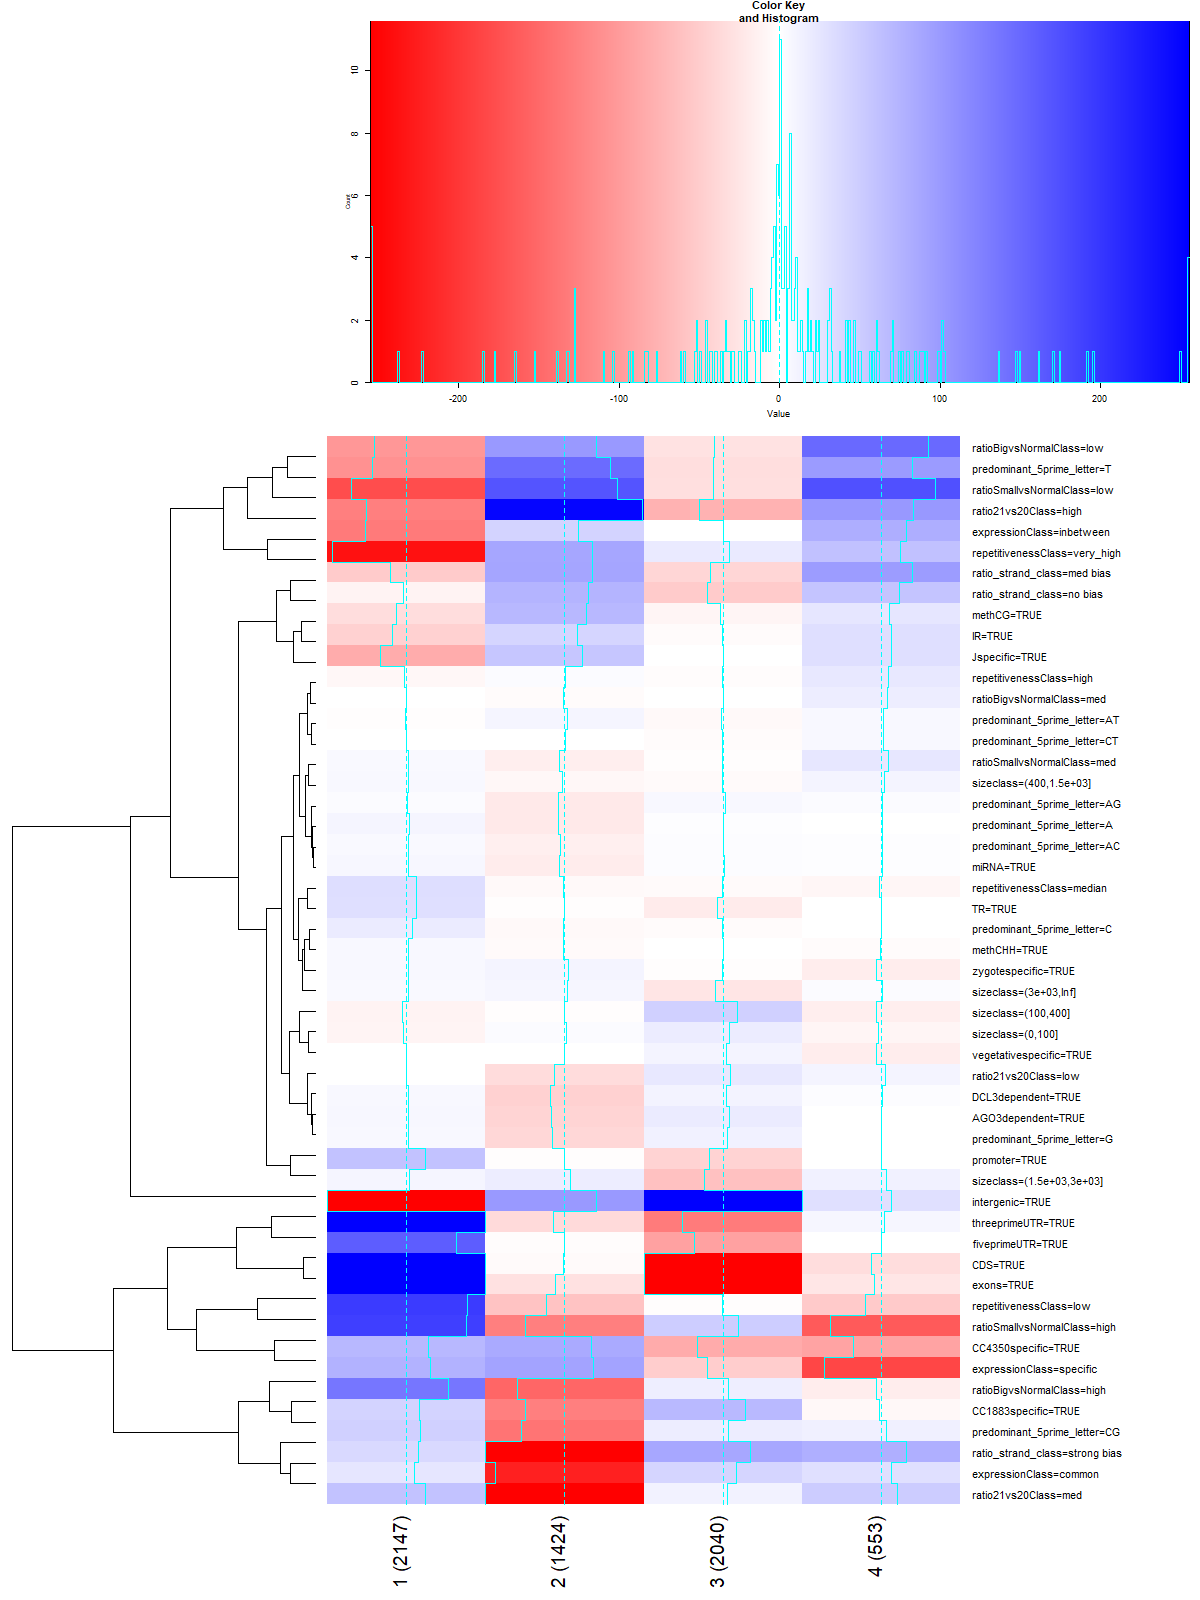 Color Key
and Histogram
Count
0
2
4
6
8
10
-200
-100
0
100
200
Value
ratioBigvsNormalClass=low
predominant_5prime_letter=T
ratioSmallvsNormalClass=low
ratio21vs20Class=high
expressionClass=inbetween
repetitivenessClass=very_high
ratio_strand_class=med bias
ratio_strand_class=no bias
methCG=TRUE
IR=TRUE
Jspecific=TRUE
repetitivenessClass=high
ratioBigvsNormalClass=med
predominant_5prime_letter=AT
predominant_5prime_letter=CT
ratioSmallvsNormalClass=med
sizeclass=(400,1.5e+03]
predominant_5prime_letter=AG
predominant_5prime_letter=A
predominant_5prime_letter=AC
miRNA=TRUE
repetitivenessClass=median
TR=TRUE
predominant_5prime_letter=C
methCHH=TRUE
zygotespecific=TRUE
sizeclass=(3e+03,Inf]
sizeclass=(100,400]
sizeclass=(0,100]
vegetativespecific=TRUE
ratio21vs20Class=low
DCL3dependent=TRUE
AGO3dependent=TRUE
predominant_5prime_letter=G
promoter=TRUE
sizeclass=(1.5e+03,3e+03]
intergenic=TRUE
threeprimeUTR=TRUE
fiveprimeUTR=TRUE
CDS=TRUE
exons=TRUE
repetitivenessClass=low
ratioSmallvsNormalClass=high
CC4350specific=TRUE
expressionClass=specific
ratioBigvsNormalClass=high
CC1883specific=TRUE
predominant_5prime_letter=CG
ratio_strand_class=strong bias
expressionClass=common
ratio21vs20Class=med
1 (2147)
2 (1424)
3 (2040)
4 (553)